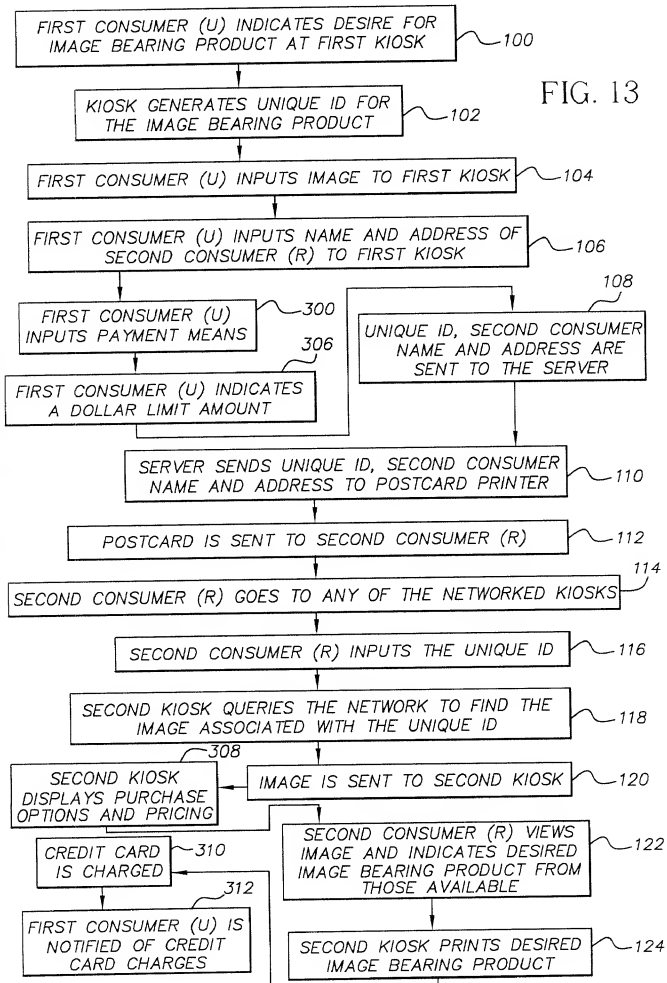 FIRST CONSUMER (U) INDICATES DESIRE FOR
IMAGE BEARING PRODUCT AT FIRST KIOSK
100
FIG. 13
KIOSK GENERATES UNIQUE ID FOR
THE IMAGE BEARING PRODUCT
102
FIRST CONSUMER (U) INPUTS IMAGE TO FIRST KIOSK
104
FIRST CONSUMER (U) INPUTS NAME AND ADDRESS OF
SECOND CONSUMER (R) TO FIRST KIOSK
106
FIRST CONSUMER (U)
INPUTS PAYMENT MEANS
300
306
FIRST CONSUMER (U) INDICATES
A DOLLAR LIMIT AMOUNT
108
UNIQUE ID, SECOND CONSUMER
NAME AND ADDRESS ARE
SENT TO THE SERVER
SERVER SENDS UNIQUE ID, SECOND CONSUMER
NAME AND ADDRESS TO POSTCARD PRINTER
110
POSTCARD IS SENT TO SECOND CONSUMER (R)
112
114
SECOND CONSUMER (R) GOES TO ANY OF THE NETWORKED KIOSKS
SECOND CONSUMER (R) INPUTS THE UNIQUE ID
116
SECOND KIOSK QUERIES THE NETWORK TO FIND THE
IMAGE ASSOCIATED WITH THE UNIQUE ID
118
308
SECOND KIOSK
DISPLAYS PURCHASE
OPTIONS AND PRICING
IMAGE IS SENT TO SECOND KIOSK
120
CREDIT CARD
IS CHARGED
310
SECOND CONSUMER (R) VIEWS
IMAGE AND INDICATES DESIRED
IMAGE BEARING PRODUCT FROM
THOSE AVAILABLE
122
312
FIRST CONSUMER (U) IS
NOTIFIED OF CREDIT
CARD CHARGES
SECOND KIOSK PRINTS DESIRED
IMAGE BEARING PRODUCT
124